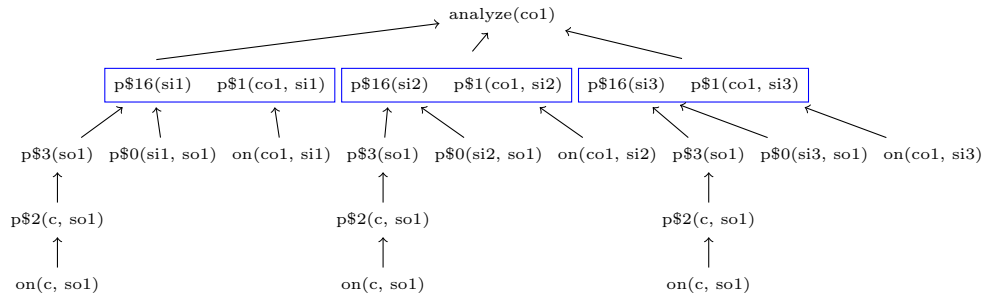 analyze(co1)
p$16(si1) p$1(co1, si1) p$16(si2) p$1(co1, si2) p$16(si3) p$1(co1, si3)
p$3(so1) p$0(si1, so1) on(co1, si1) p$3(so1) p$0(si2, so1) on(co1, si2) p$3(so1) p$0(si3, so1) on(co1, si3)
p$2(c, so1) p$2(c, so1) p$2(c, so1)
on(c, so1) on(c, so1) on(c, so1)